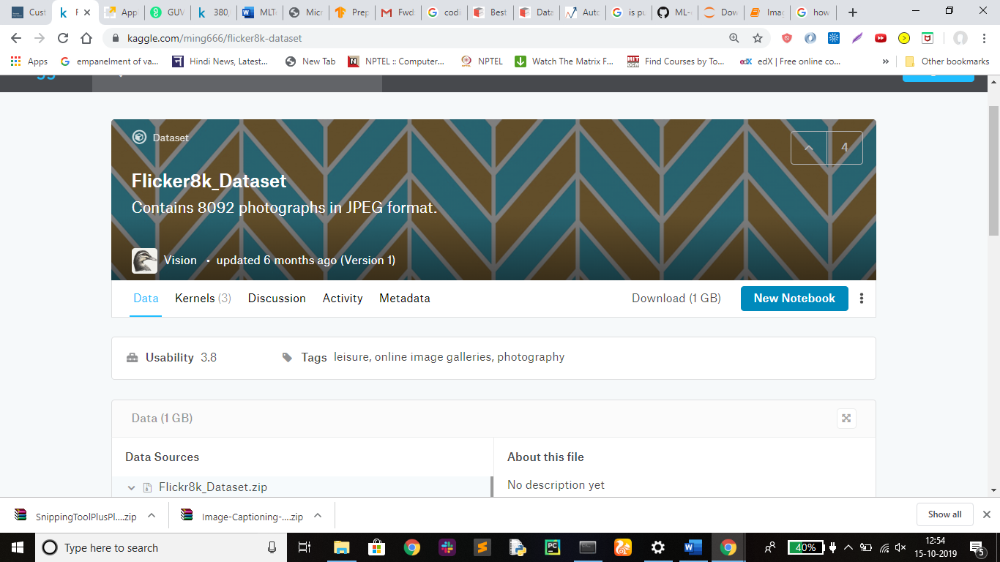 Cust
F
App
GUV
380,
MLT
Micr
Prep
Fwd
codi
Best
Data
Auto
is pu
ML-
Dow
Imag
how
kaggle.com/ming666/flicker8k-dataset
Apps
empanelment of va...
Hindi News, Latest...
New Tab
NPTEL :: Computer...
NPTEL
Watch The Matrix F...
Find Courses by To...
edX | Free online co...
» Other bookmarks
Dataset
4
Flicker8k_Dataset
Contains 8092 photographs in JPEG format.
Vision • updated 6 months ago (Version 1)
Data Kernels (3) Discussion Activity Metadata Download (1 GB) New Notebook
Usability 3.8 Tags leisure, online image galleries, photography
Data (1 GB)
Data Sources
Flickr8k_Dataset.zip
About this file
No description yet
SnippingToolPlusPl....zip Image-Captioning-....zip Show all
Type here to search
40%
12:54
15-10-2019
5